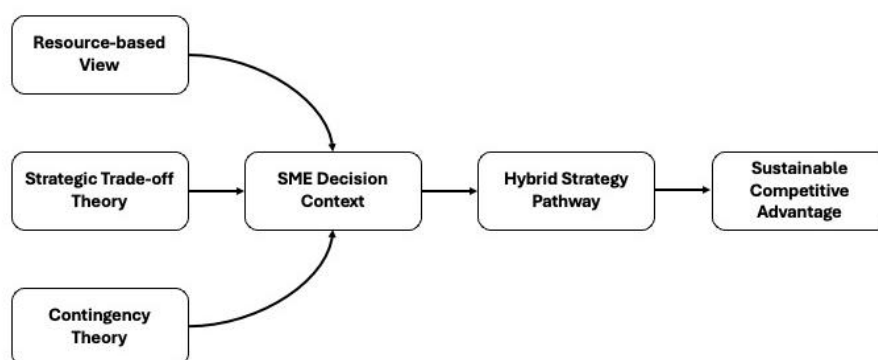 Resource-based
View
Strategic Trade-off
Theory
SME Decision
Context
Hybrid Strategy
Pathway
Sustainable
Competitive
Advantage
Contingency
Theory